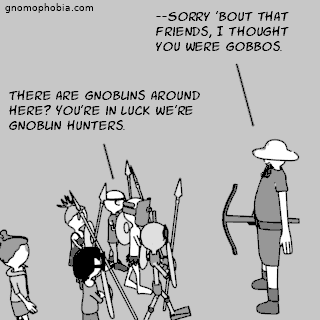 gnomophobia.com
--SORRY 'BOUT THAT
FRIENDS, I THOUGHT
YOU WERE GOBBOS.
THERE ARE GNOBLINS AROUND
HERE? YOU'RE IN LUCK WE'RE
GNOBLIN HUNTERS.